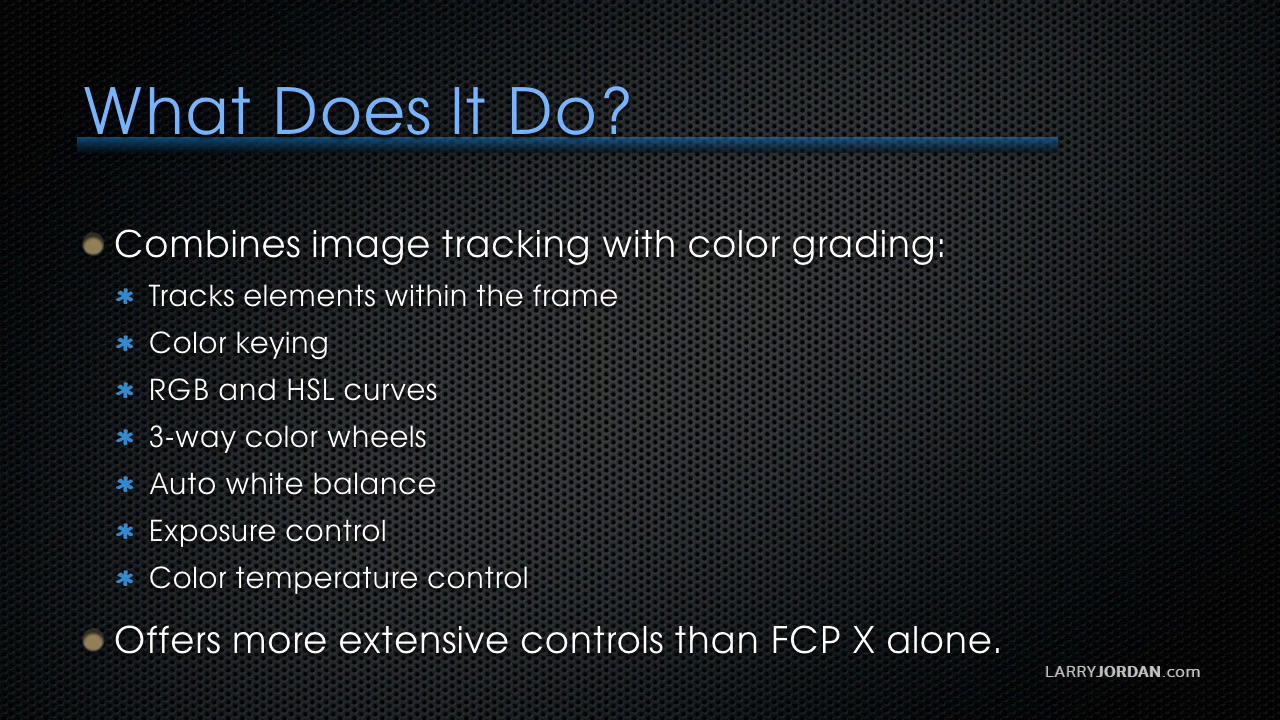 What Does It Do?
Combines image tracking with color grading:
Tracks elements within the frame
Color keying
RGB and HSL curves
3-way color wheels
Auto white balance
Exposure control
Color temperature control
Offers more extensive controls than FCP X alone.
LARRYJORDAN.com